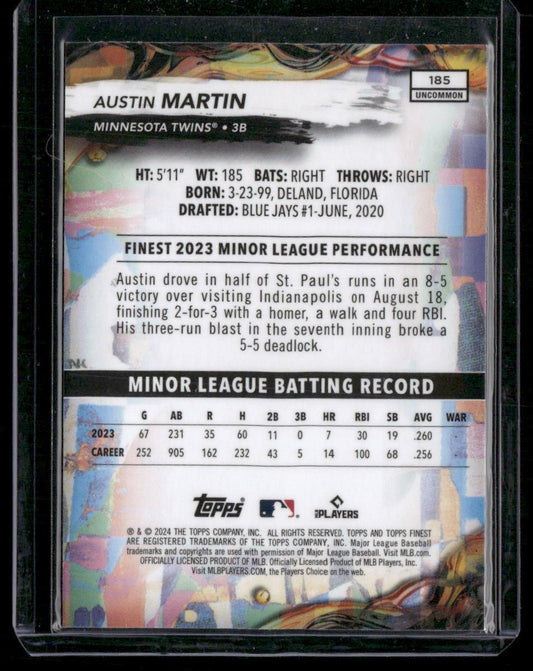 185
UNCOMMON
AUSTIN MARTIN
MINNESOTA TWINS® • 3B
HT: 5'11" WT: 185 BATS: RIGHT THROWS: RIGHT
BORN: 3-23-99, DELAND, FLORIDA
DRAFTED: BLUE JAYS #1-JUNE, 2020
FINEST 2023 MINOR LEAGUE PERFORMANCE
Austin drove in half of St. Paul's runs in an 8-5
victory over visiting Indianapolis on August 18,
finishing 2-for-3 with a homer, a walk and four RBI.
His three-run blast in the seventh inning broke a
5-5 deadlock.
NK
MINOR LEAGUE BATTING RECORD
G AB R H 2B 3B HR RBI SB AVG WAR
2023 67 231 35 60 11 0 7 30 19 .260
CAREER 252 905 162 232 43 5 14 100 68 .256
topps PLAYERS
® & © 2024 THE TOPPS COMPANY, INC. ALL RIGHTS RESERVED. TOPPS AND TOPPS FINEST
ARE REGISTERED TRADEMARKS OF THE TOPPS COMPANY, INC. Major League Baseball
trademarks and copyrights are used with permission of Major League Baseball. Visit MLB.com.
OFFICIALLY LICENSED PRODUCT OF MLB. Officially Licensed Product of MLB Players, Inc.
Visit MLBPLAYERS.COM, the Players Choice on the web.